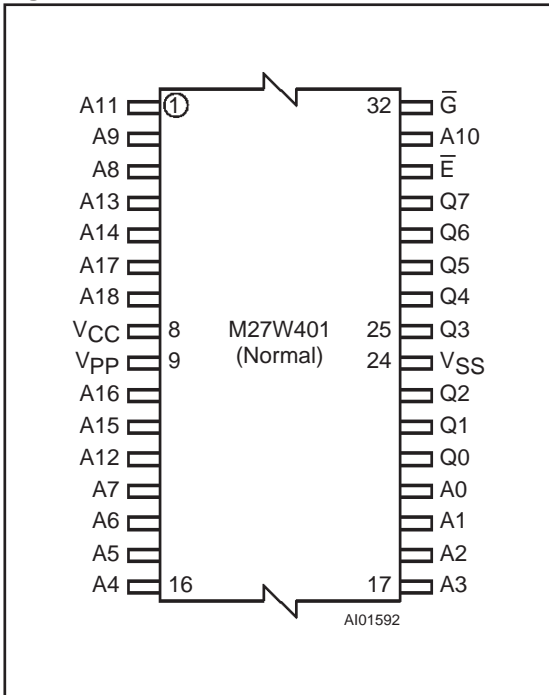 A11 1 32 G̅
A9 A10
A8 E̅
A13 Q7
A14 Q6
A17 Q5
A18 Q4
VCC 8 M27W401 25 Q3
VPP 9 (Normal) 24 VSS
A16 Q2
A15 Q1
A12 Q0
A7 A0
A6 A1
A5 A2
A4 16 17 A3
AI01592